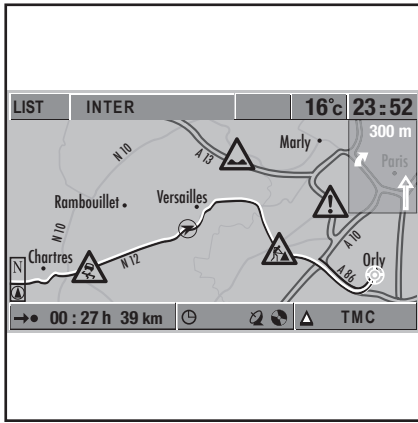 LIST INTER 16°c 23:52
300 m
Marly
Paris
N 10
A 13
Rambouillet
Versailles
N 10
A 10
Chartres
N 12
Orly
A 86
N
00 : 27 h 39 km TMC